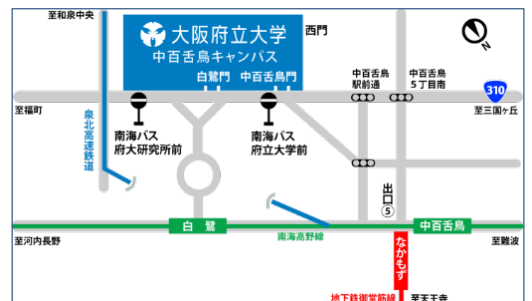 至和泉中央
大阪府立大学
中百舌鳥キャンパス
西門
白鷺門
中百舌鳥門
中百舌鳥
駅前通
中百舌鳥
5丁目南
N
310
至福町
至三国ヶ丘
泉北高速鉄道
南海バス
府大研究所前
南海バス
府立大学前
出口⑤
白鷺
中百舌鳥
至河内長野
南海高野線
至難波
なかもず
地下鉄御堂筋線
至天王寺